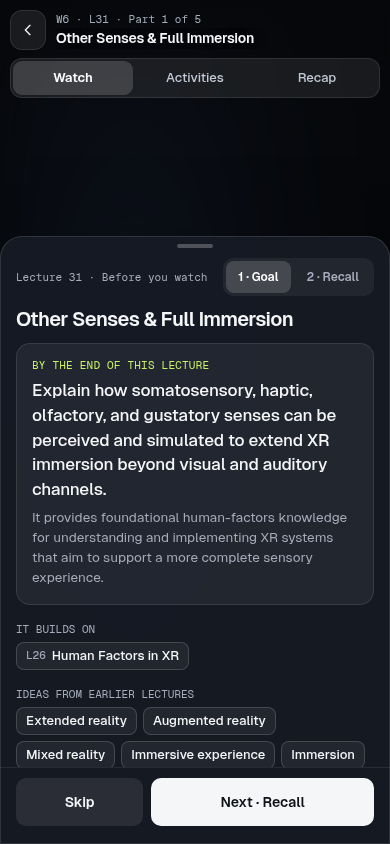 W6 · L31 · Part 1 of 5
Other Senses & Full Immersion
Watch
Activities
Recap
Lecture 31 · Before you watch
1 · Goal
2 · Recall
Other Senses & Full Immersion
BY THE END OF THIS LECTURE
Explain how somatosensory, haptic,
olfactory, and gustatory senses can be
perceived and simulated to extend XR
immersion beyond visual and auditory
channels.
It provides foundational human-factors knowledge
for understanding and implementing XR systems
that aim to support a more complete sensory
experience.
IT BUILDS ON
L26 Human Factors in XR
IDEAS FROM EARLIER LECTURES
Extended reality
Augmented reality
Mixed reality
Immersive experience
Immersion
Skip
Next · Recall